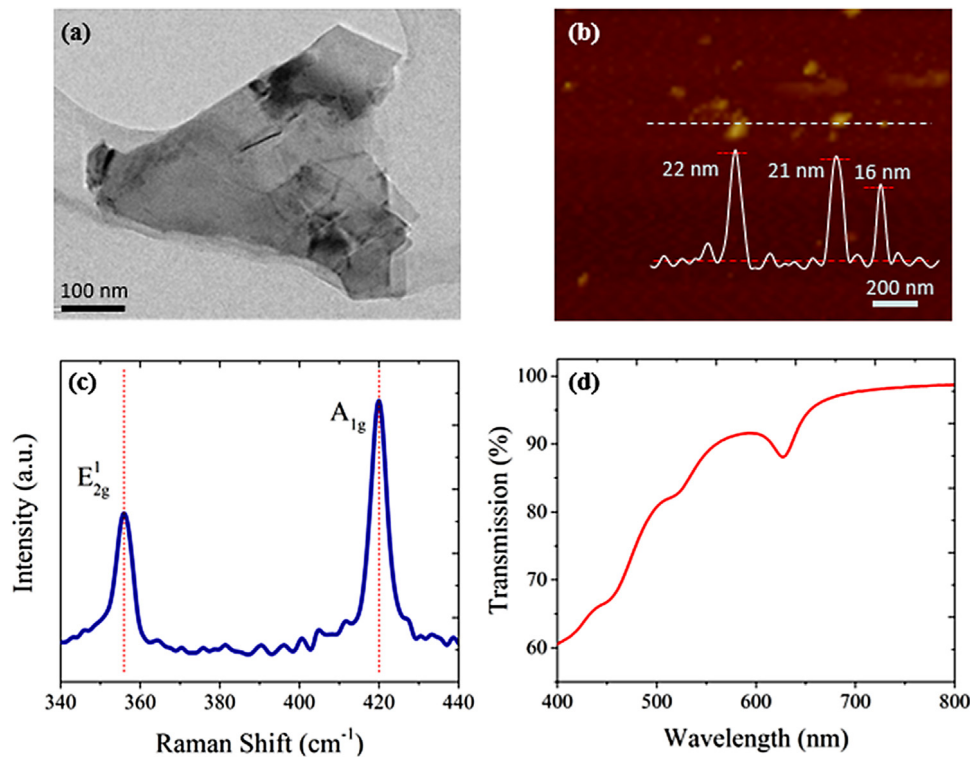 (a)
100 nm
(b)
22 nm
21 nm
16 nm
200 nm
(c)
E¹₂g
A₁g
Intensity (a.u.)
340 360 380 400 420 440
Raman Shift (cm⁻¹)
(d)
100
90
80
70
60
Transmission (%)
400 500 600 700 800
Wavelength (nm)